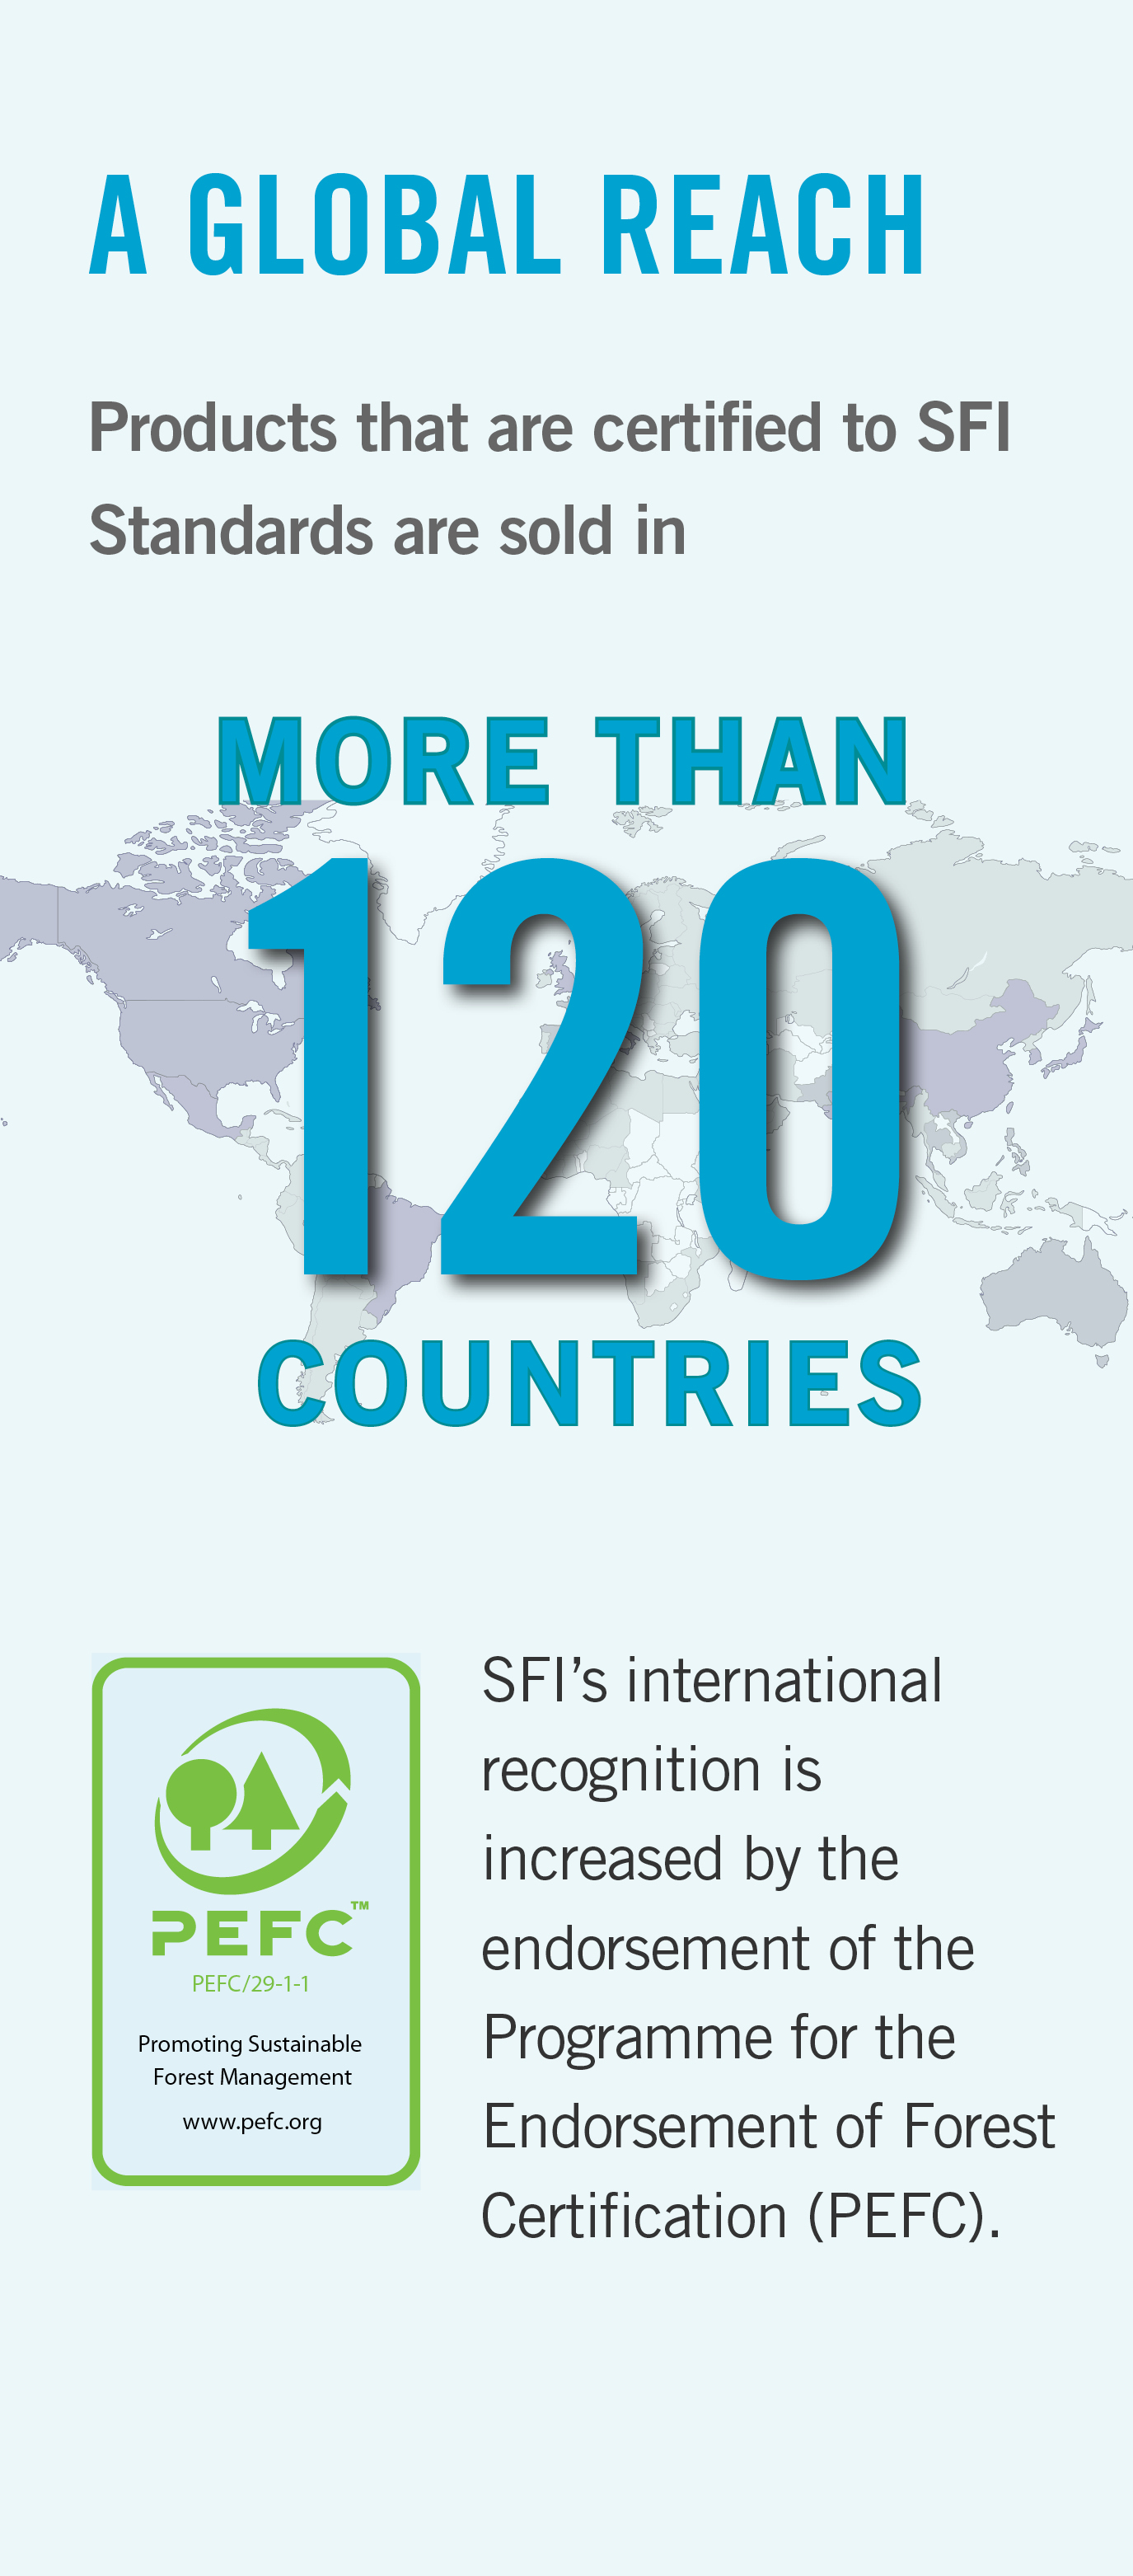 A GLOBAL REACH
Products that are certified to SFI
Standards are sold in
MORE THAN
120
COUNTRIES
SFI’s international
recognition is
increased by the
endorsement of the
Programme for the
Endorsement of Forest
Certification (PEFC).
PEFC™
PEFC/29-1-1
Promoting Sustainable
Forest Management
www.pefc.org